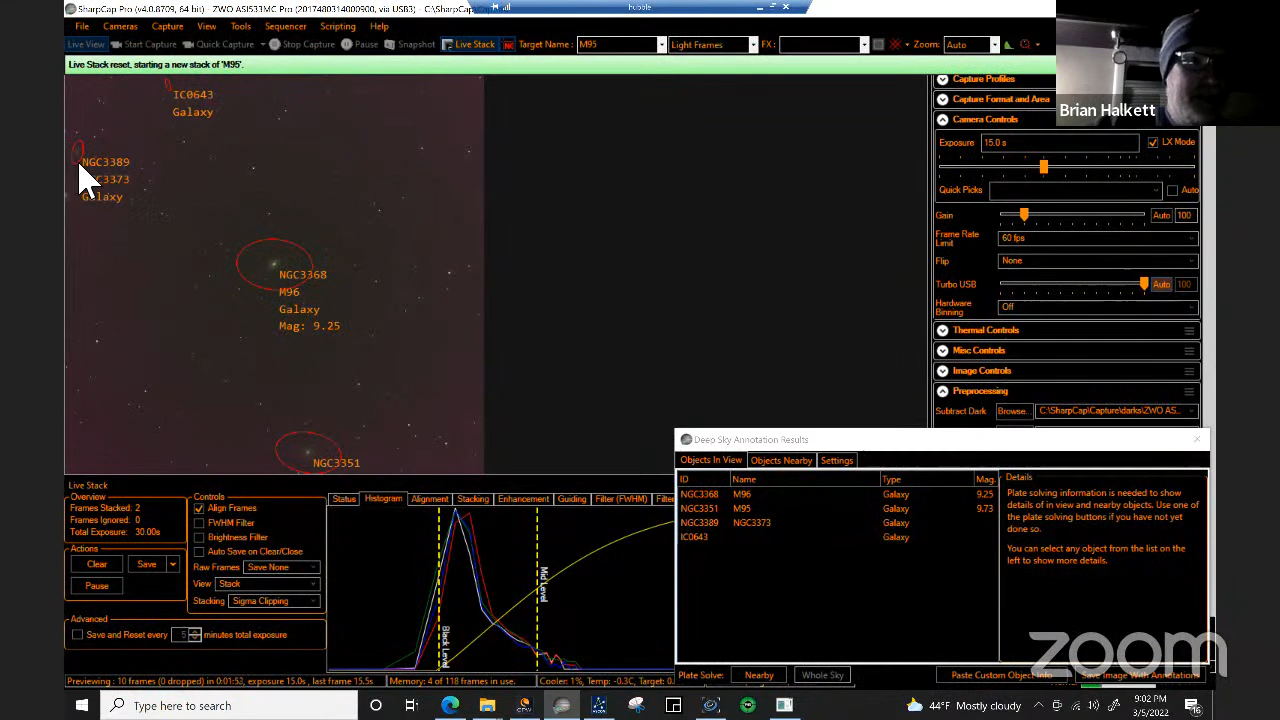 SharpCap Pro (v4.0.8709, 64 bit) - ZWO ASI533MC Pro (2017480314000900, via USB3) - C:\SharpCap\Capt
hubble
File Cameras Capture View Tools Sequencer Scripting Help
Live View Start Capture Quick Capture Stop Capture Pause Snapshot Live Stack NC Target Name: M95 Light Frames FX: Zoom: Auto
Live Stack reset, starting a new stack of 'M95'.
Brian Halkett
IC0643
Galaxy
NGC3389
3373
Galaxy
NGC3368
M96
Galaxy
Mag: 9.25
NGC3351
Capture Profiles
Capture Format and Area
Camera Controls
Exposure 15.0 s LX Mode
Quick Picks Auto
Gain Auto 100
Frame Rate Limit 60 fps
Flip None
Turbo USB Auto 100
Hardware Binning Off
Thermal Controls
Misc Controls
Image Controls
Preprocessing
Subtract Dark Browse... C:\SharpCap\Capture\darks\ZWO AS...
Deep Sky Annotation Results
Objects In View Objects Nearby Settings
ID Name Type Mag.
NGC3368 M96 Galaxy 9.25
NGC3351 M95 Galaxy 9.73
NGC3389 NGC3373 Galaxy
IC0643 Galaxy
Details
Plate solving information is needed to show
details of in view and nearby objects. Use one of
the plate solving buttons if you have not yet
done so.
You can select any object from the list on the
left to show more details.
Plate Solve: Nearby Whole Sky Paste Custom Object Info Save Image With Annotations
Live Stack
Overview
Frames Stacked: 2
Frames Ignored: 0
Total Exposure: 30.00s
Actions
Clear Save
Pause
Controls
Align Frames
FWHM Filter
Brightness Filter
Auto Save on Clear/Close
Raw Frames Save None
View Stack
Stacking Sigma Clipping
Advanced
Save and Reset every 5 minutes total exposure
Status Histogram Alignment Stacking Enhancement Guiding Filter (FWHM) Filter
Black Level
Mid Level
Previewing : 10 frames (0 dropped) in 0:01:53, exposure 15.0s, last frame 15.5s Memory: 4 of 118 frames in use. Cooler: 1%, Temp: -0.3C, Target
zoom
Type here to search
44°F Mostly cloudy
9:02 PM
3/5/2022
16